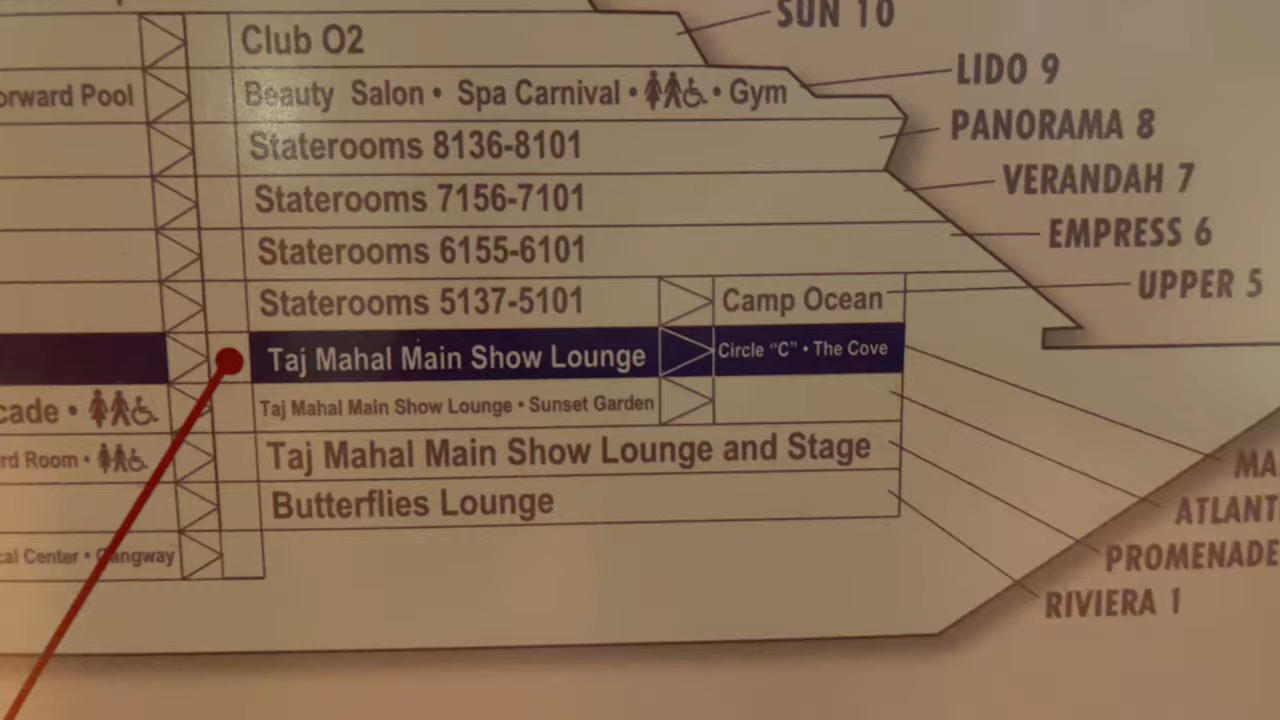 SUN 10
Club O2
LIDO 9
orward Pool
Beauty Salon • Spa Carnival • • Gym
PANORAMA 8
Staterooms 8136-8101
VERANDAH 7
Staterooms 7156-7101
EMPRESS 6
Staterooms 6155-6101
UPPER 5
Staterooms 5137-5101
Camp Ocean
Taj Mahal Main Show Lounge
Circle "C" • The Cove
cade •
Taj Mahal Main Show Lounge • Sunset Garden
MA
rd Room •
Taj Mahal Main Show Lounge and Stage
ATLANT
Butterflies Lounge
PROMENADE
cal Center • Gangway
RIVIERA 1